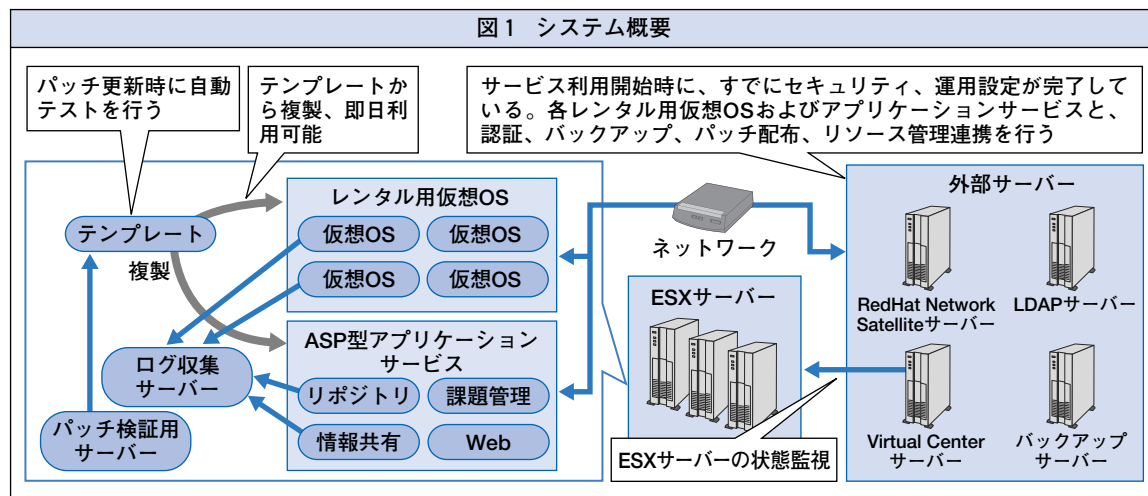 図1 システム概要
パッチ更新時に自動
テストを行う
テンプレートか
ら複製、即日利
用可能
サービス利用開始時に、すでにセキュリティ、運用設定が完了して
いる。各レンタル用仮想OSおよびアプリケーションサービスと、
認証、バックアップ、パッチ配布、リソース管理連携を行う
レンタル用仮想OS
仮想OS
仮想OS
仮想OS
仮想OS
テンプレート
複製
ASP型アプリケーション
サービス
リポジトリ
課題管理
情報共有
Web
ログ収集
サーバー
パッチ検証用
サーバー
ネットワーク
ESXサーバー
ESXサーバーの状態監視
外部サーバー
RedHat Network
Satelliteサーバー
LDAPサーバー
Virtual Center
サーバー
バックアップ
サーバー